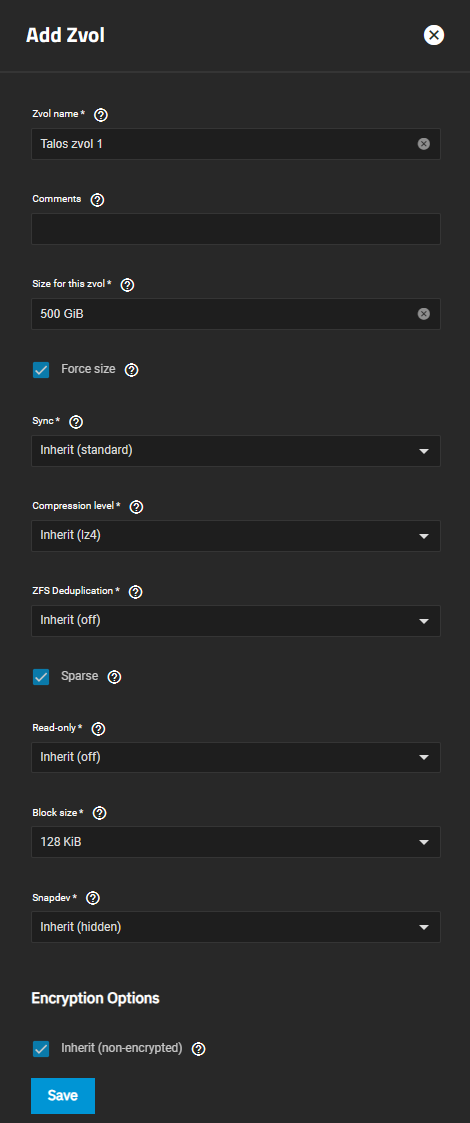 Add Zvol
Zvol name *
Talos zvol 1
Comments
Size for this zvol *
500 GiB
Force size
Sync *
Inherit (standard)
Compression level *
Inherit (lz4)
ZFS Deduplication *
Inherit (off)
Sparse
Read-only *
Inherit (off)
Block size *
128 KiB
Snapdev *
Inherit (hidden)
Encryption Options
Inherit (non-encrypted)
Save